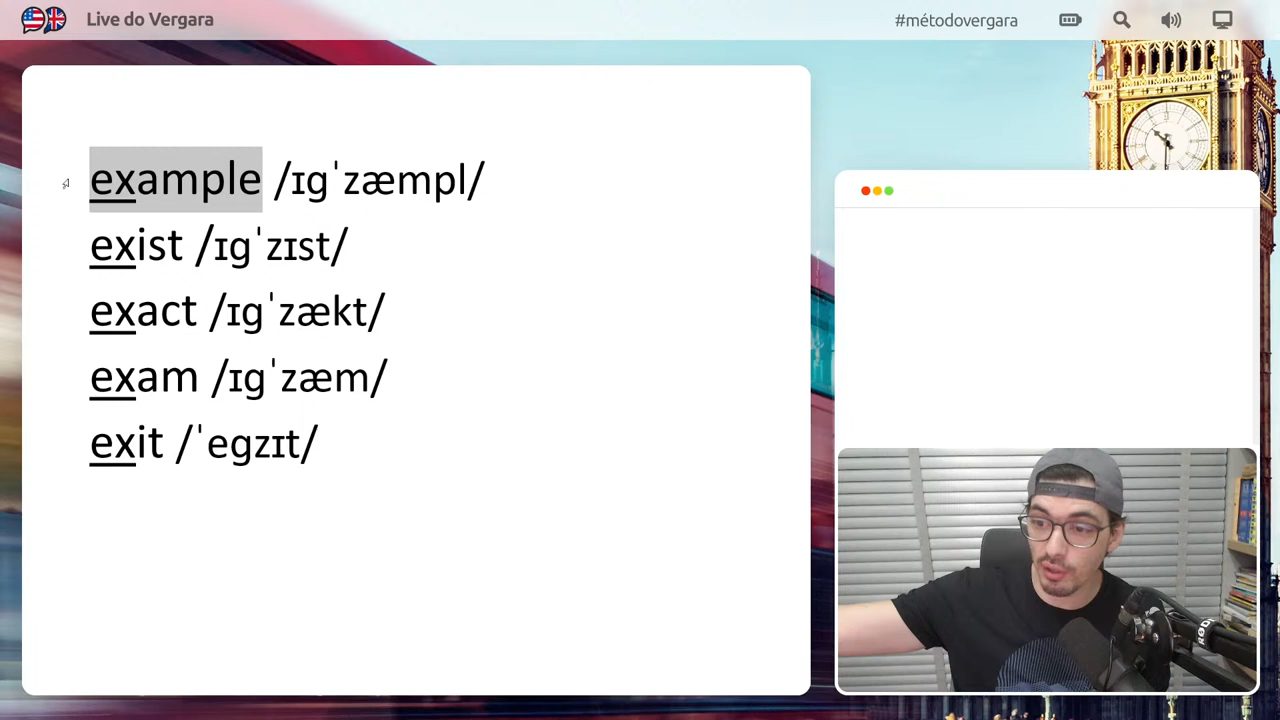 Live do Vergara
#métodovergara
example /ɪɡˈzæmpl/
exist /ɪɡˈzɪst/
exact /ɪɡˈzækt/
exam /ɪɡˈzæm/
exit /ˈeɡzɪt/